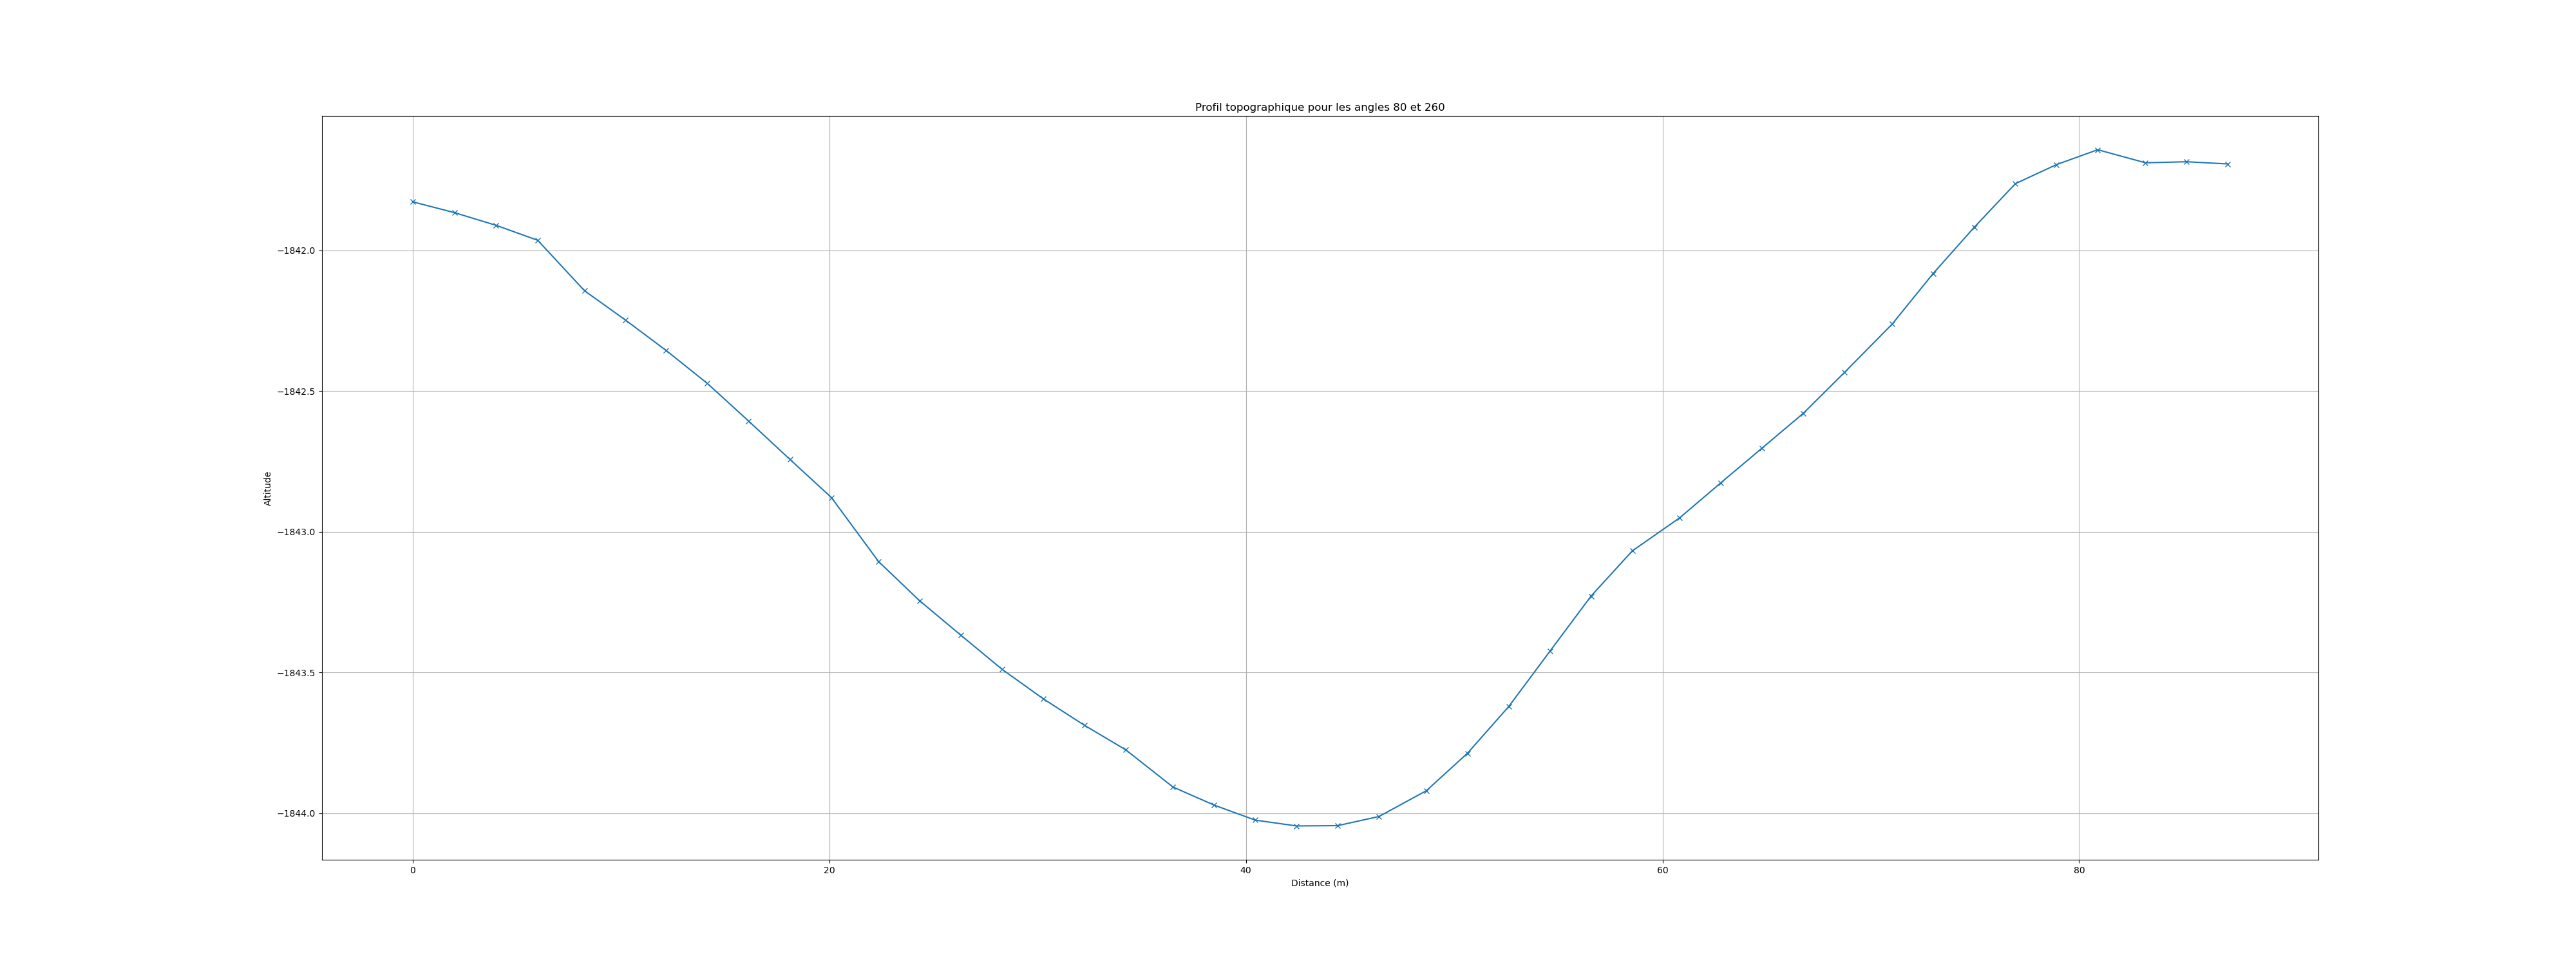 Profil topographique pour les angles 80 et 260
−1842.0
−1842.5
−1843.0
−1843.5
−1844.0
Altitude
0 20 40 60 80
Distance (m)